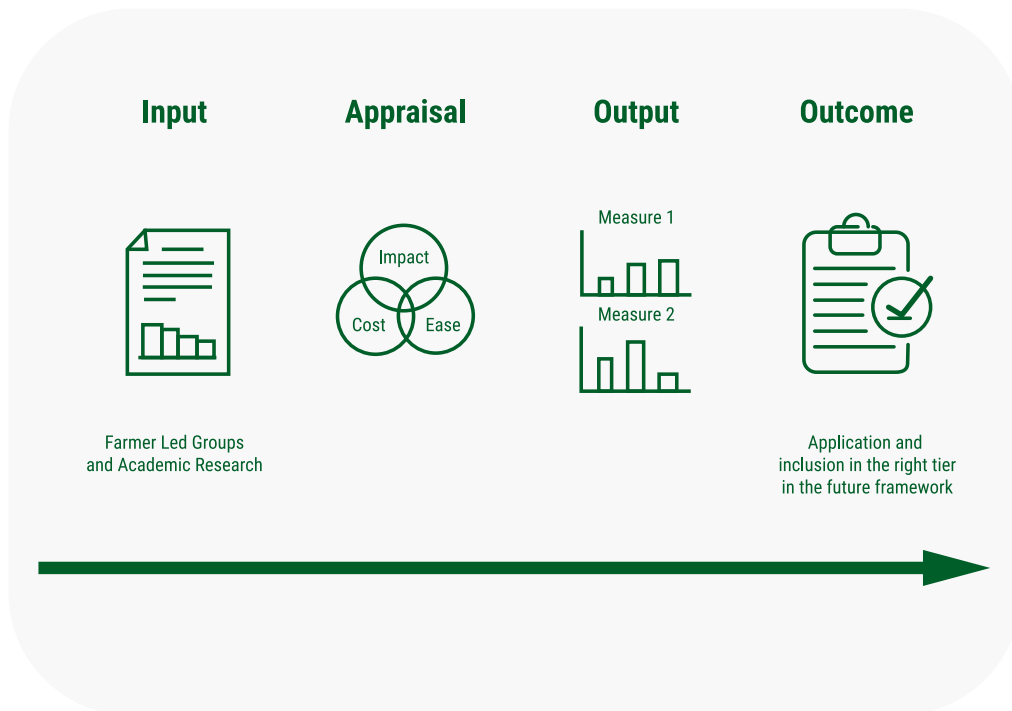 Input
Appraisal
Output
Outcome
Farmer Led Groups
and Academic Research
Impact
Cost
Ease
Measure 1
Measure 2
Application and
inclusion in the right tier
in the future framework